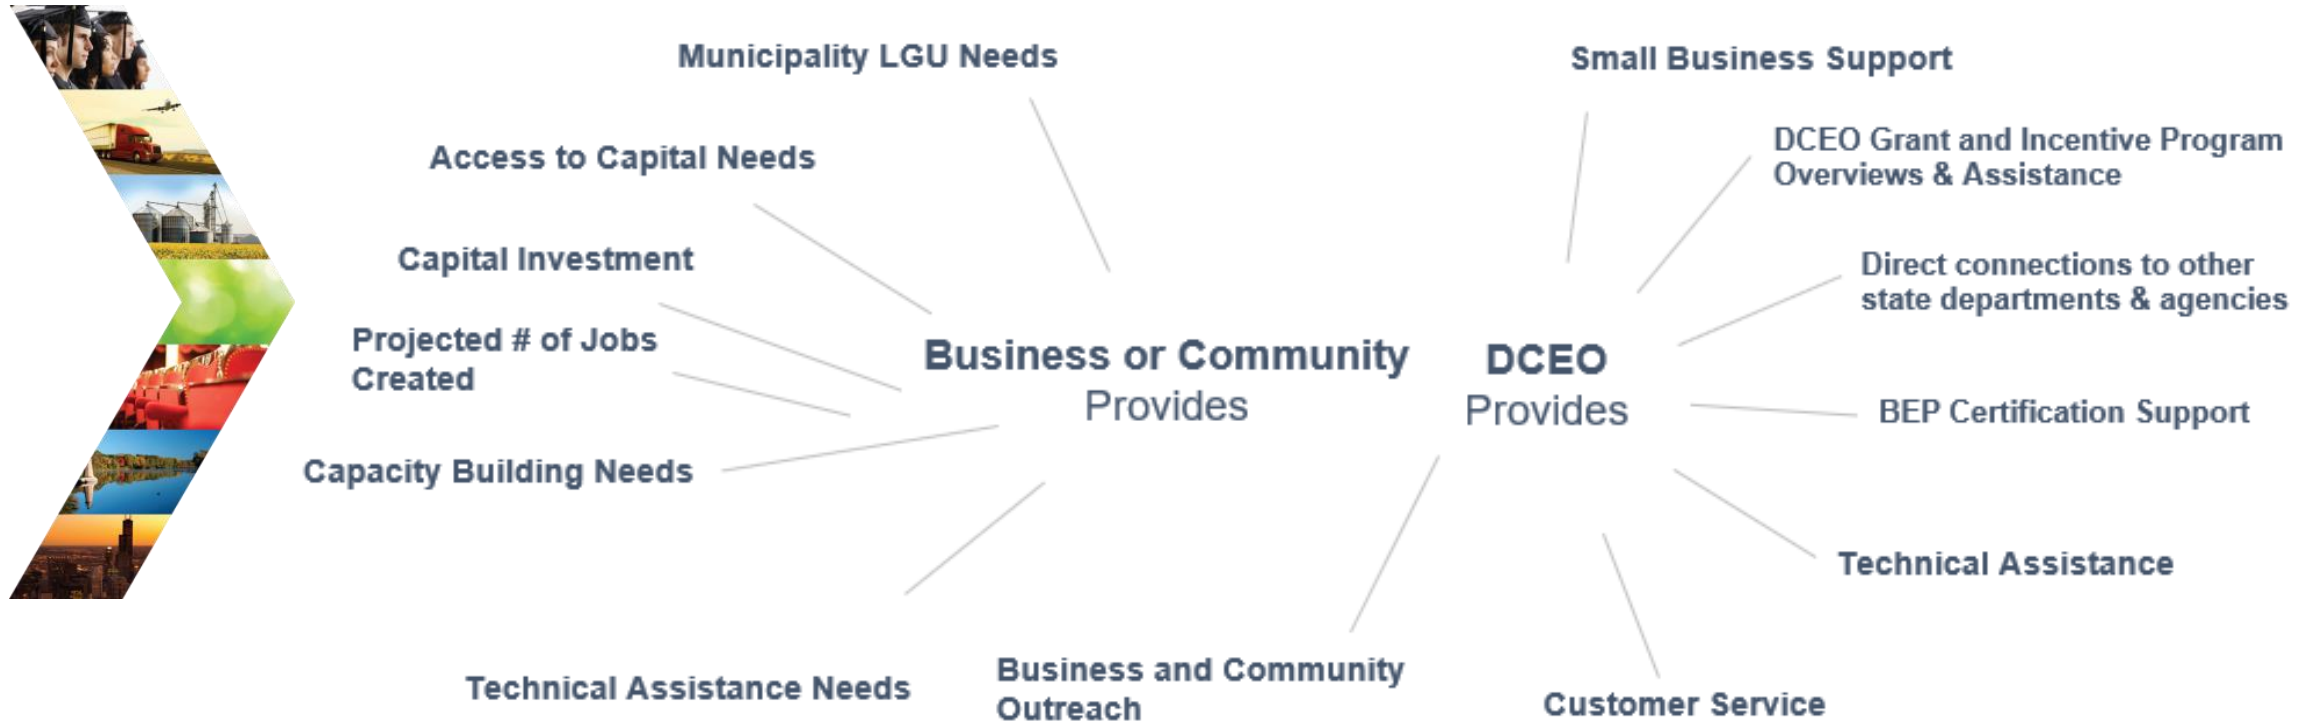 Municipality LGU Needs
Access to Capital Needs
Capital Investment
Projected # of Jobs
Created
Capacity Building Needs
Technical Assistance Needs
Business or Community
Provides
DCEO
Provides
Small Business Support
DCEO Grant and Incentive Program
Overviews & Assistance
Direct connections to other
state departments & agencies
BEP Certification Support
Technical Assistance
Customer Service
Business and Community
Outreach